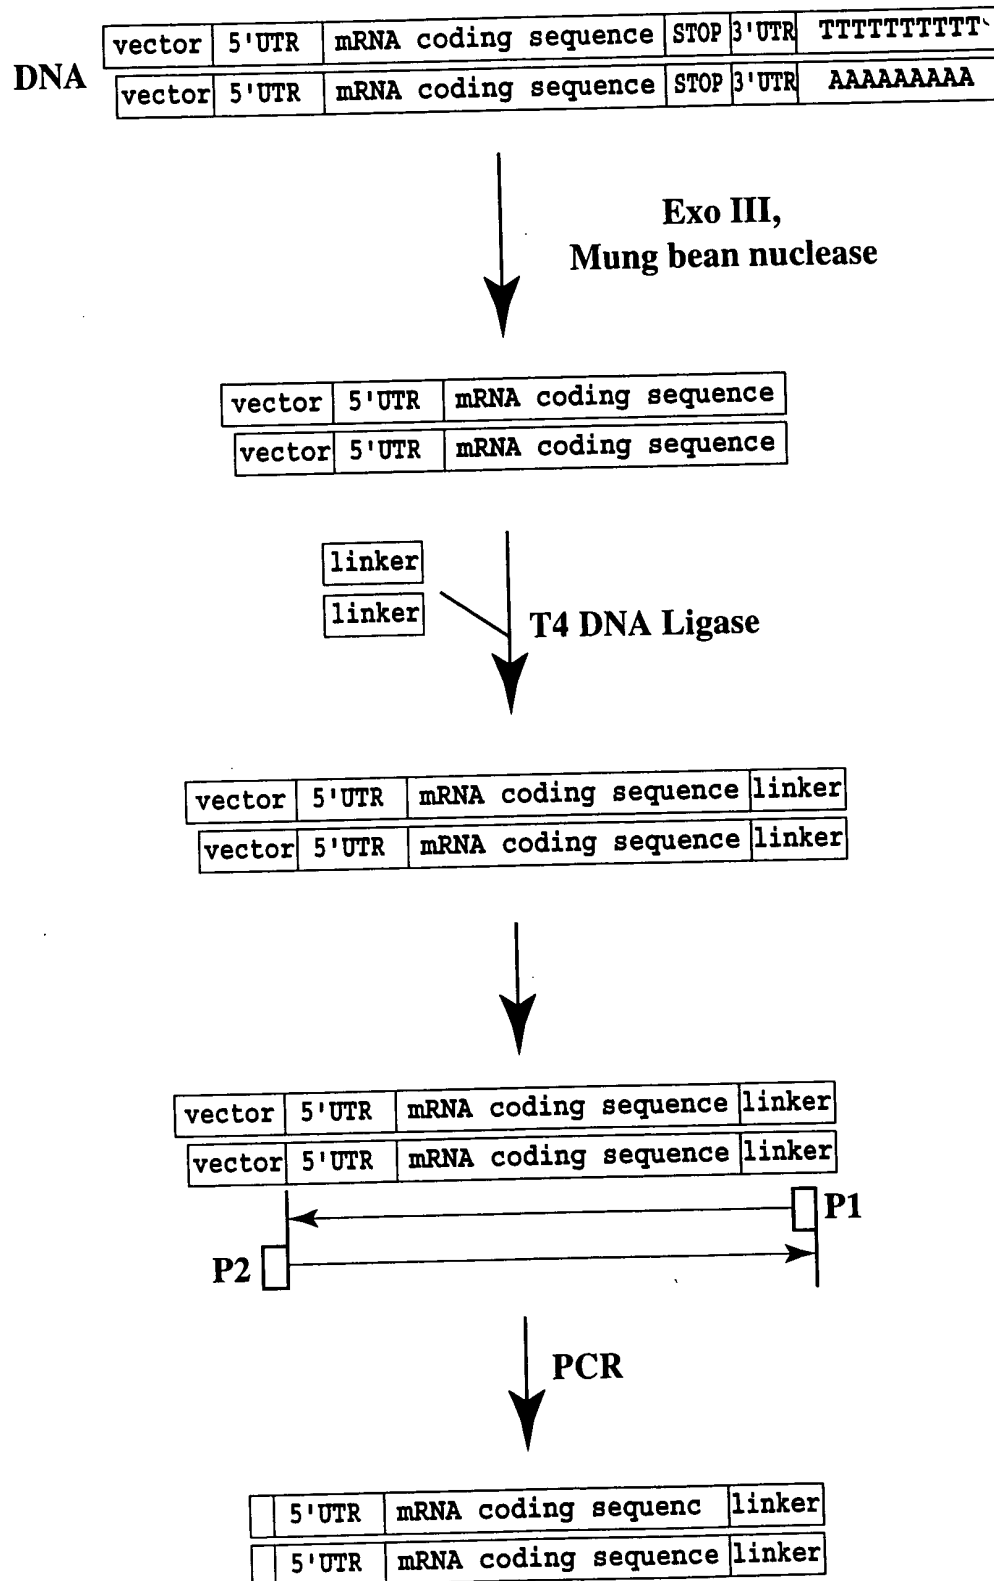 vector 5'UTR mRNA coding sequence STOP 3'UTR TTTTTTTTTT
DNA
vector 5'UTR mRNA coding sequence STOP 3'UTR AAAAAAAAA
Exo III,
Mung bean nuclease
vector 5'UTR mRNA coding sequence
vector 5'UTR mRNA coding sequence
linker
linker
T4 DNA Ligase
vector 5'UTR mRNA coding sequence linker
vector 5'UTR mRNA coding sequence linker
vector 5'UTR mRNA coding sequence linker
vector 5'UTR mRNA coding sequence linker
P1
P2
PCR
5'UTR mRNA coding sequenc linker
5'UTR mRNA coding sequence linker